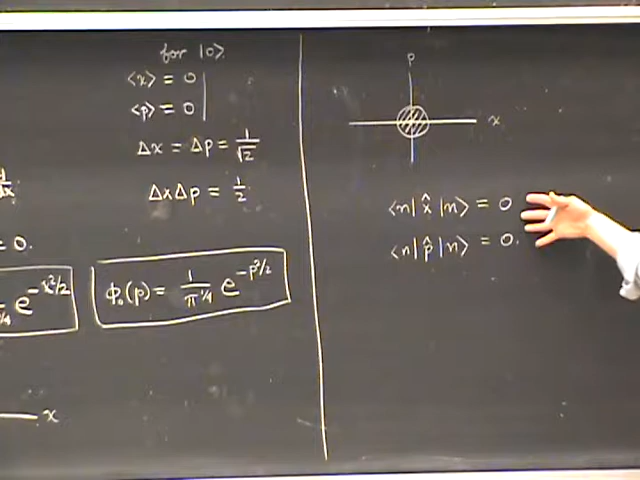 for |0>.
<x> = 0
<p> = 0
Δx = Δp = 1/√2
ΔxΔp = 1/2.
= 0.
e^{-x²/2}
φ₀(p) = 1/π^{1/4} e^{-p²/2}
x
p
x
<n|x̂|n> = 0
<n|p̂|n> = 0.